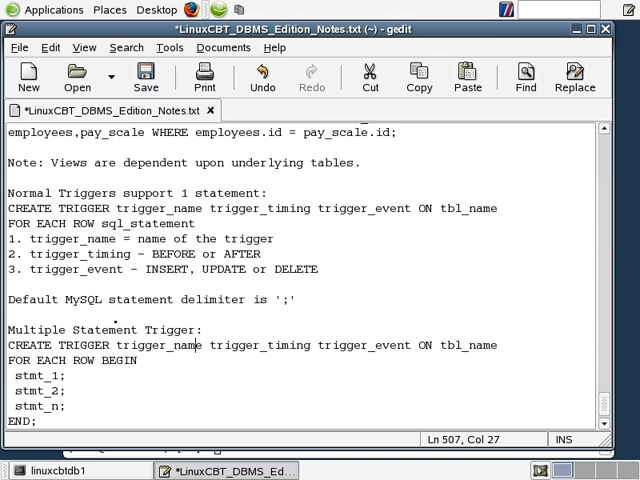 Applications Places Desktop
*LinuxCBT_DBMS_Edition_Notes.txt (~) - gedit
File Edit View Search Tools Documents Help
New Open Save Print Undo Redo Cut Copy Paste Find Replace
*LinuxCBT_DBMS_Edition_Notes.txt x
employees,pay_scale WHERE employees.id = pay_scale.id;
Note: Views are dependent upon underlying tables.
Normal Triggers support 1 statement:
CREATE TRIGGER trigger_name trigger_timing trigger_event ON tbl_name
FOR EACH ROW sql_statement
1. trigger_name = name of the trigger
2. trigger_timing - BEFORE or AFTER
3. trigger_event - INSERT, UPDATE or DELETE
Default MySQL statement delimiter is ';'
Multiple Statement Trigger:
CREATE TRIGGER trigger_name trigger_timing trigger_event ON tbl_name
FOR EACH ROW BEGIN
stmt_1;
stmt_2;
stmt_n;
END;
Ln 507, Col 27 INS
linuxcbtdb1 *LinuxCBT_DBMS_Ed...